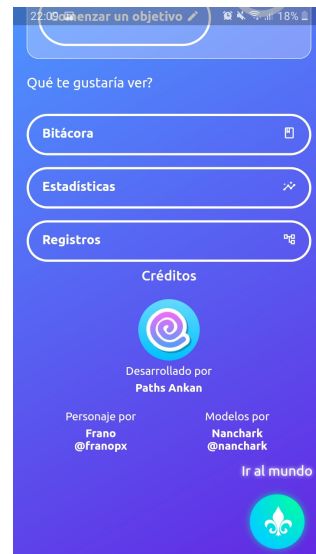 22:09 18%
Comenzar un objetivo
Qué te gustaría ver?
Bitácora
Estadísticas
Registros
Créditos
Desarrollado por
Paths Ankan
Personaje por
Frano
@franopx
Modelos por
Nanchark
@nanchark
Ir al mundo